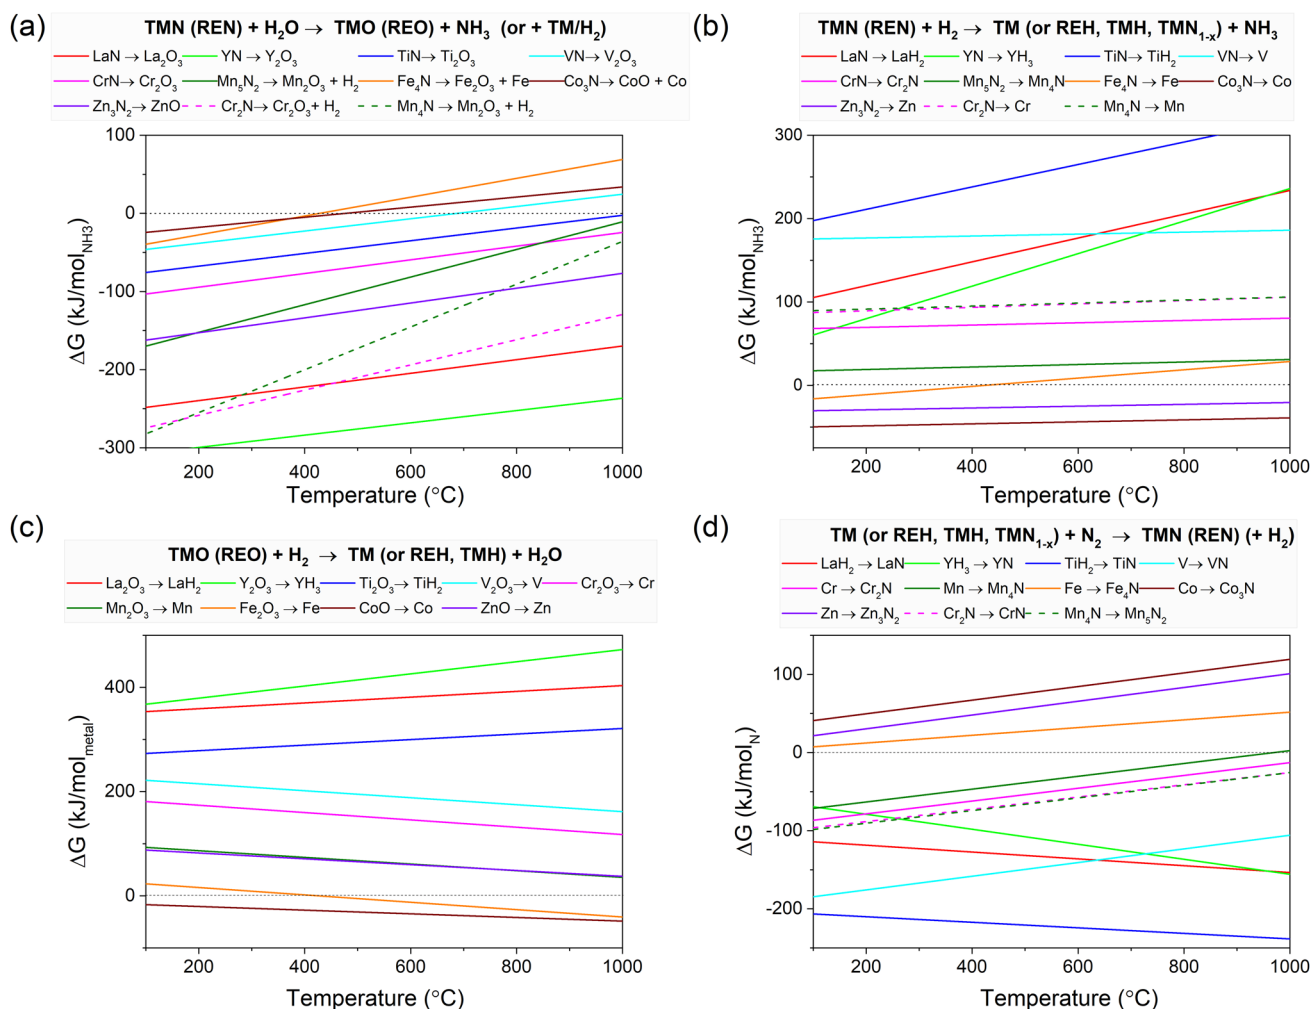 (a)
TMN (REN) + H₂O → TMO (REO) + NH₃ (or + TM/H₂)
LaN → La₂O₃ YN → Y₂O₃ TiN → Ti₂O₃ VN → V₂O₃
CrN → Cr₂O₃ Mn₅N₂ → Mn₂O₃ + H₂ Fe₄N → Fe₂O₃ + Fe Co₃N → CoO + Co
Zn₃N₂ → ZnO Cr₂N → Cr₂O₃ + H₂ Mn₄N → Mn₂O₃ + H₂
100
0
-100
-200
-300
ΔG (kJ/mol_NH3)
200 400 600 800 1000
Temperature (°C)
(b)
TMN (REN) + H₂ → TM (or REH, TMH, TMN₁₋ₓ) + NH₃
LaN → LaH₂ YN → YH₃ TiN → TiH₂ VN → V
CrN → Cr₂N Mn₅N₂ → Mn₄N Fe₄N → Fe Co₃N → Co
Zn₃N₂ → Zn Cr₂N → Cr Mn₄N → Mn
300
200
100
0
ΔG (kJ/mol_NH3)
200 400 600 800 1000
Temperature (°C)
(c)
TMO (REO) + H₂ → TM (or REH, TMH) + H₂O
La₂O₃ → LaH₂ Y₂O₃ → YH₃ Ti₂O₃ → TiH₂ V₂O₃ → V Cr₂O₃ → Cr
Mn₂O₃ → Mn Fe₂O₃ → Fe CoO → Co ZnO → Zn
400
200
0
ΔG (kJ/mol_metal)
200 400 600 800 1000
Temperature (°C)
(d)
TM (or REH, TMH, TMN₁₋ₓ) + N₂ → TMN (REN) (+ H₂)
LaH₂ → LaN YH₃ → YN TiH₂ → TiN V → VN
Cr → Cr₂N Mn → Mn₄N Fe → Fe₄N Co → Co₃N
Zn → Zn₃N₂ Cr₂N → CrN Mn₄N → Mn₅N₂
100
0
-100
-200
ΔG (kJ/mol_N)
200 400 600 800 1000
Temperature (°C)